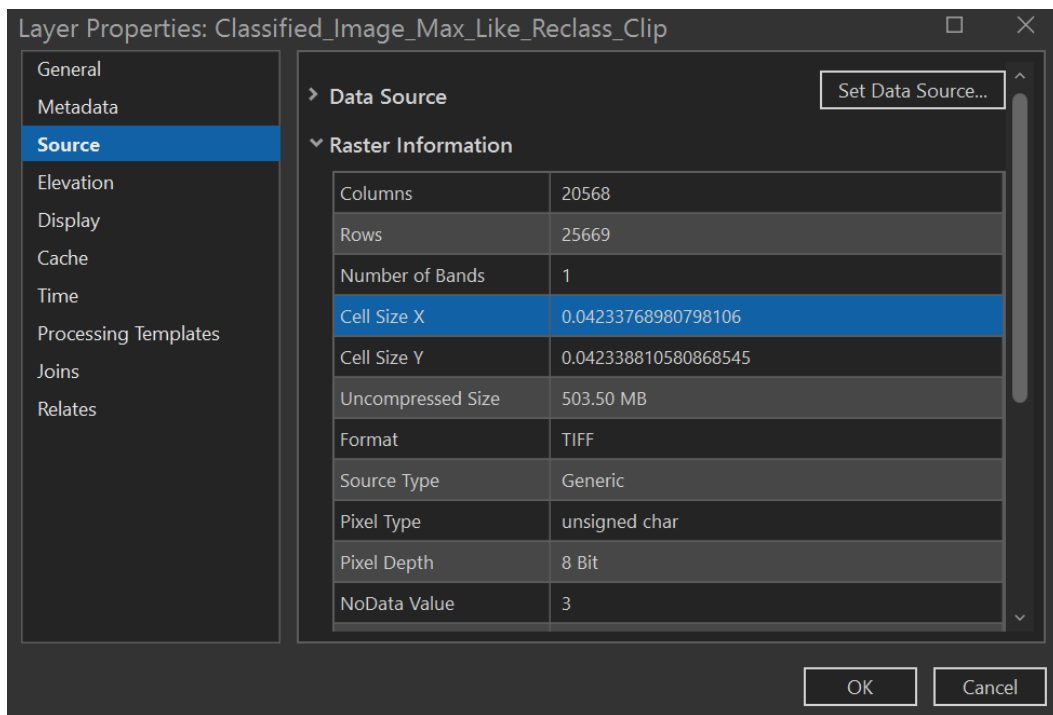 Layer Properties: Classified_Image_Max_Like_Reclass_Clip
General
Metadata
Source
Elevation
Display
Cache
Time
Processing Templates
Joins
Relates
Data Source
Set Data Source...
Raster Information
Columns 20568
Rows 25669
Number of Bands 1
Cell Size X 0.04233768980798106
Cell Size Y 0.042338810580868545
Uncompressed Size 503.50 MB
Format TIFF
Source Type Generic
Pixel Type unsigned char
Pixel Depth 8 Bit
NoData Value 3
OK
Cancel